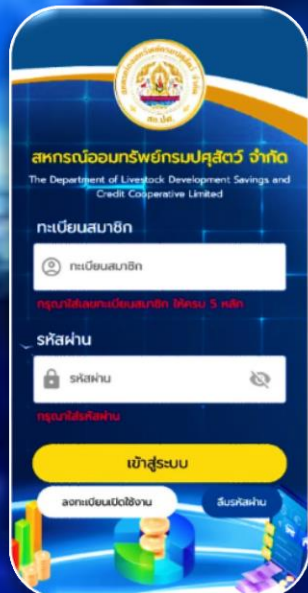 สหกรณ์ออมทรัพย์กรมปศุสัตว์ จำกัด
The Department of Livestock Development Savings and
Credit Cooperative Limited
ทะเบียนสมาชิก
ทะเบียนสมาชิก
กรุณาใส่เลขทะเบียนสมาชิก ให้ครบ 5 หลัก
รหัสผ่าน
รหัสผ่าน
กรุณาใส่รหัสผ่าน
เข้าสู่ระบบ
ลงทะเบียนเปิดใช้งาน
ลืมรหัสผ่าน